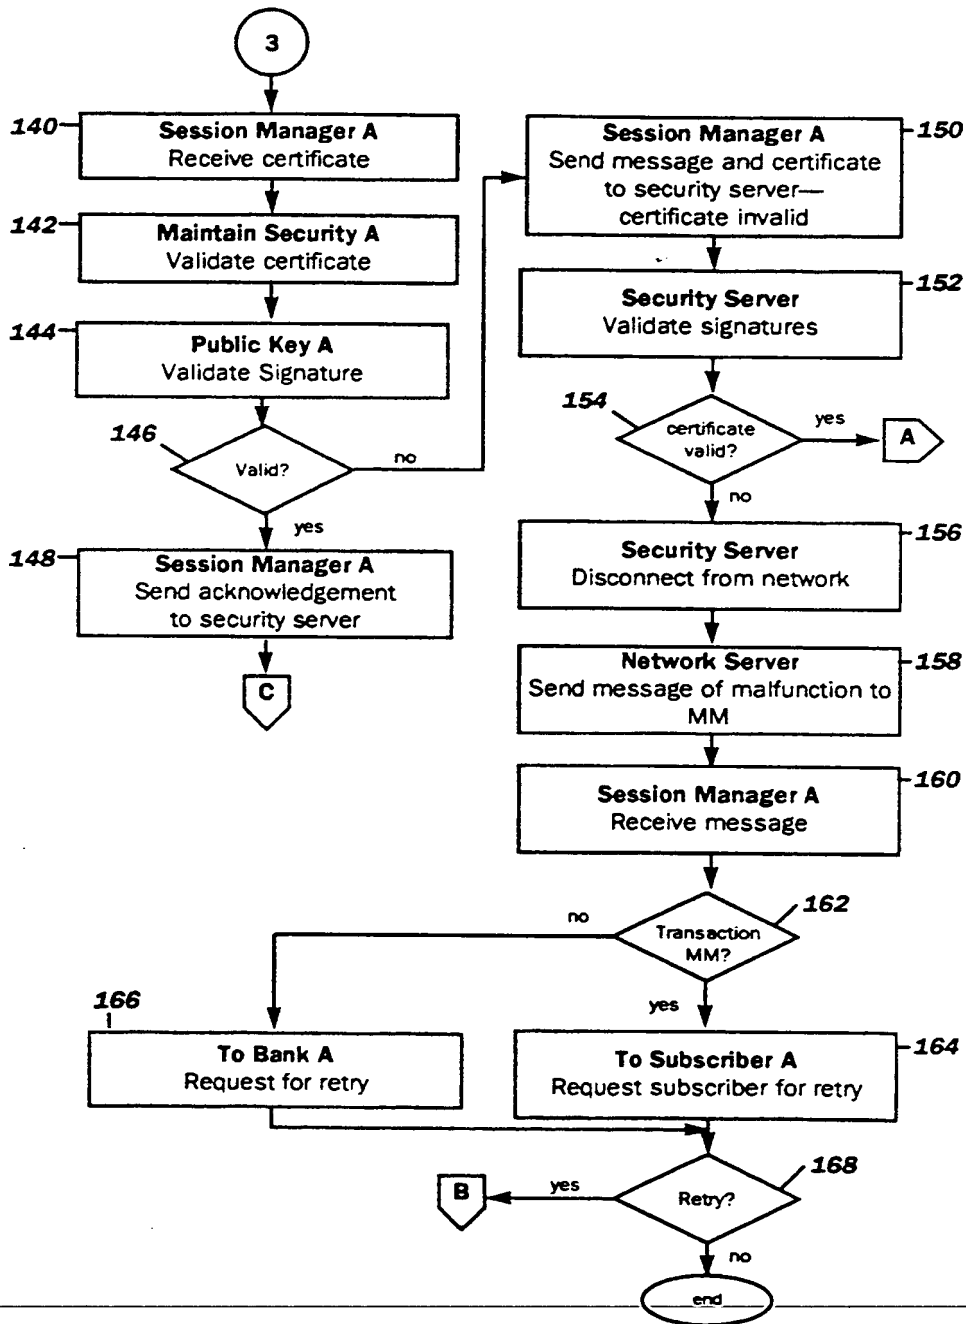 3
140
Session Manager A
Receive certificate
142
Maintain Security A
Validate certificate
144
Public Key A
Validate Signature
146
Valid?
no
yes
148
Session Manager A
Send acknowledgement
to security server
C
150
Session Manager A
Send message and certificate
to security server—
certificate invalid
152
Security Server
Validate signatures
154
certificate
valid?
yes
A
no
156
Security Server
Disconnect from network
158
Network Server
Send message of malfunction to
MM
160
Session Manager A
Receive message
162
Transaction
MM?
no
yes
166
To Bank A
Request for retry
164
To Subscriber A
Request subscriber for retry
168
Retry?
yes
B
no
end